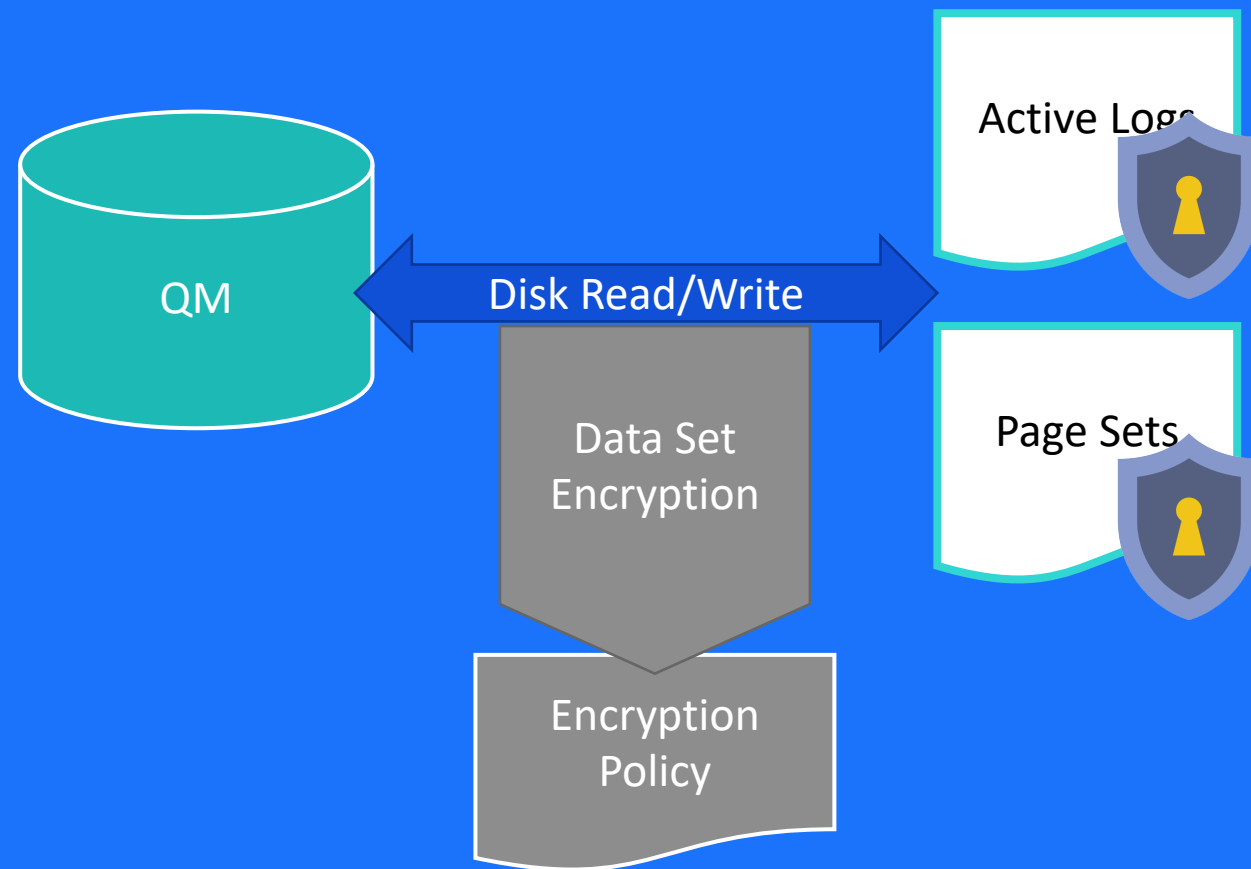 Active Logs
QM
Disk Read/Write
Data Set
Encryption
Page Sets
Encryption
Policy